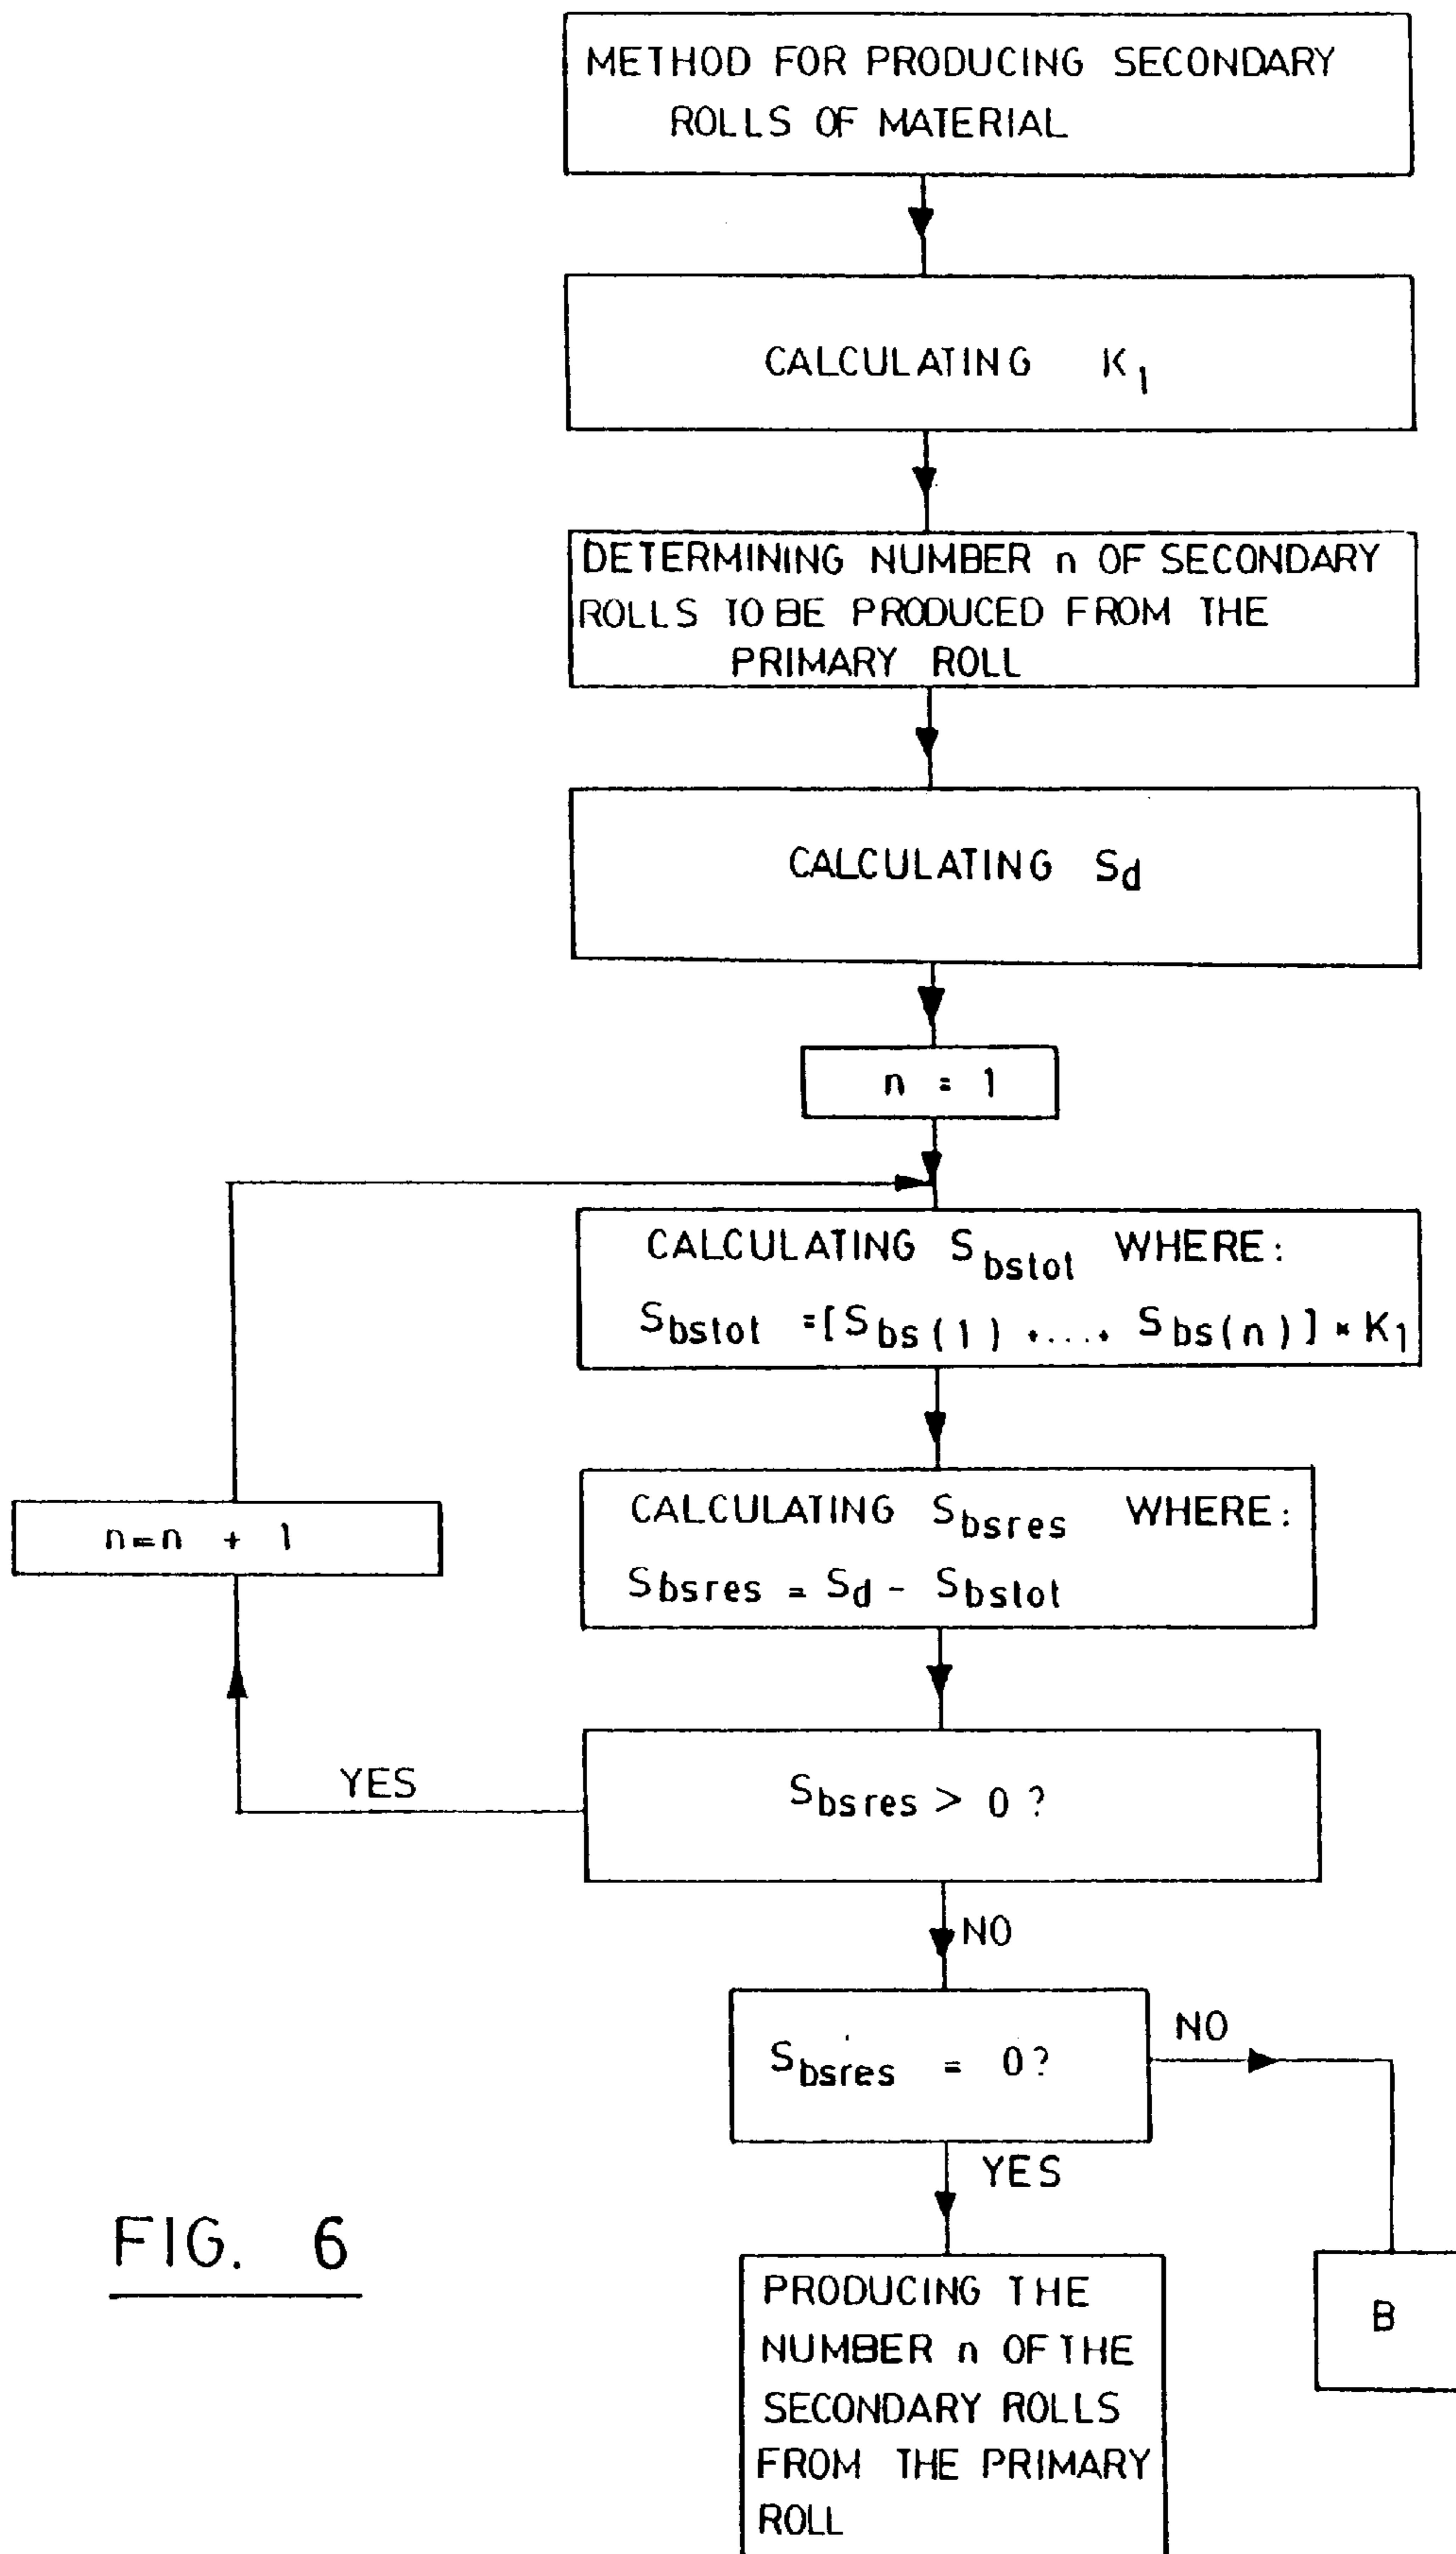 METHOD FOR PRODUCING SECONDARY
ROLLS OF MATERIAL
CALCULATING K1
DETERMINING NUMBER n OF SECONDARY
ROLLS TO BE PRODUCED FROM THE
PRIMARY ROLL
CALCULATING Sd
n = 1
CALCULATING Sbstot WHERE:
Sbstot =[Sbs(1) +....+ Sbs(n)] * K1
n=n + 1
CALCULATING Sbsres WHERE:
Sbsres = Sd - Sbstot
YES
Sbsres > 0 ?
NO
Sbsres = 0?
NO
YES
PRODUCING THE
NUMBER n OF THE
SECONDARY ROLLS
FROM THE PRIMARY
ROLL
B
FIG. 6